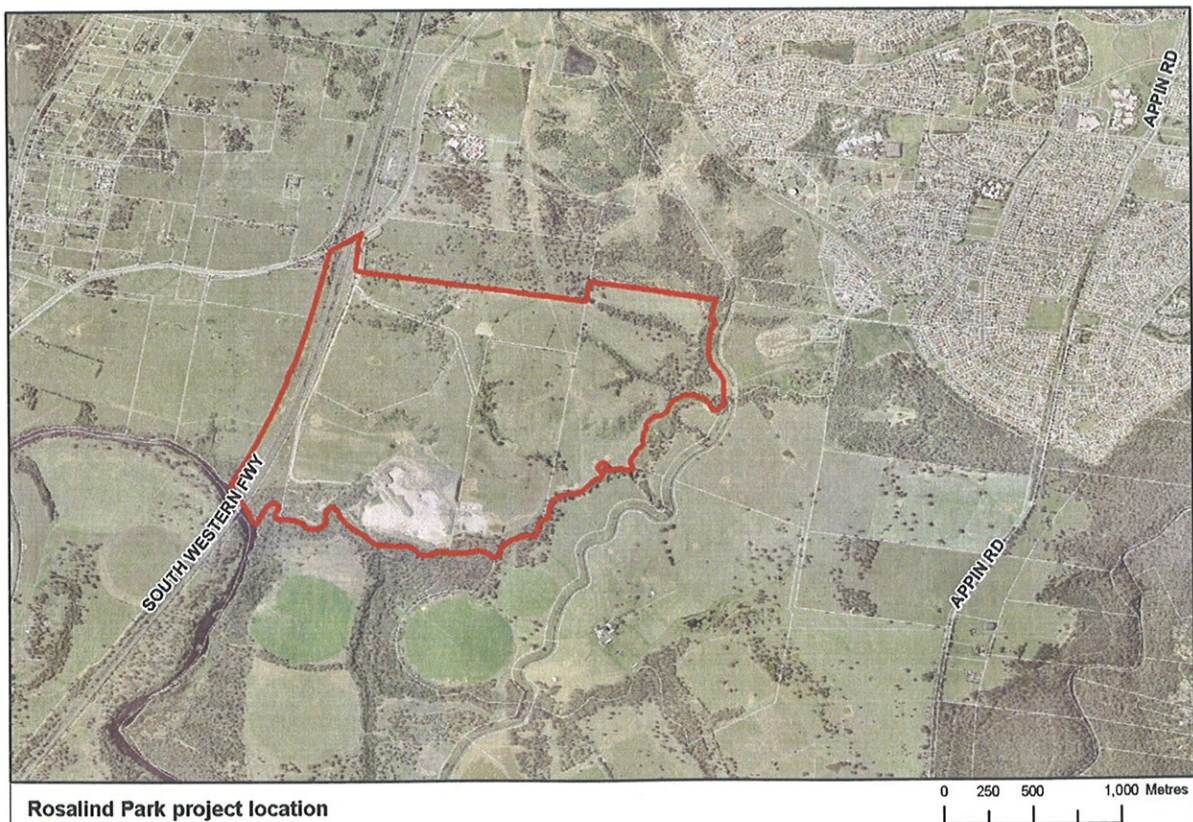 APPIN RD
SOUTH WESTERN FWY
APPIN RD
Rosalind Park project location
0 250 500 1,000 Metres